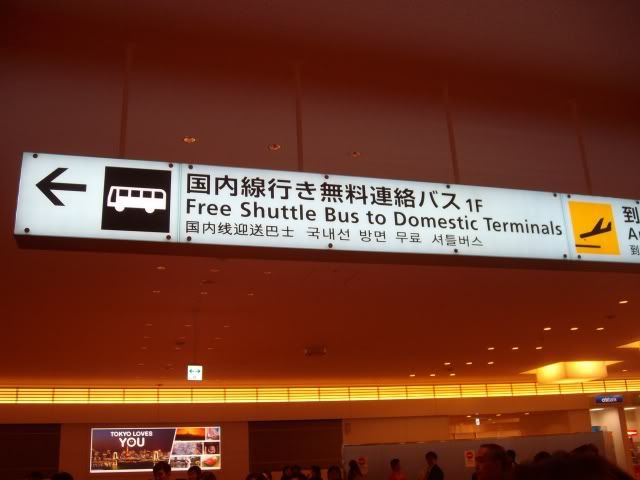 国内線行き無料連絡バス 1F
Free Shuttle Bus to Domestic Terminals
国内线迎送巴士 국내선 방면 무료 셔틀버스
到
A
到
TOKYO LOVES
YOU
citibank